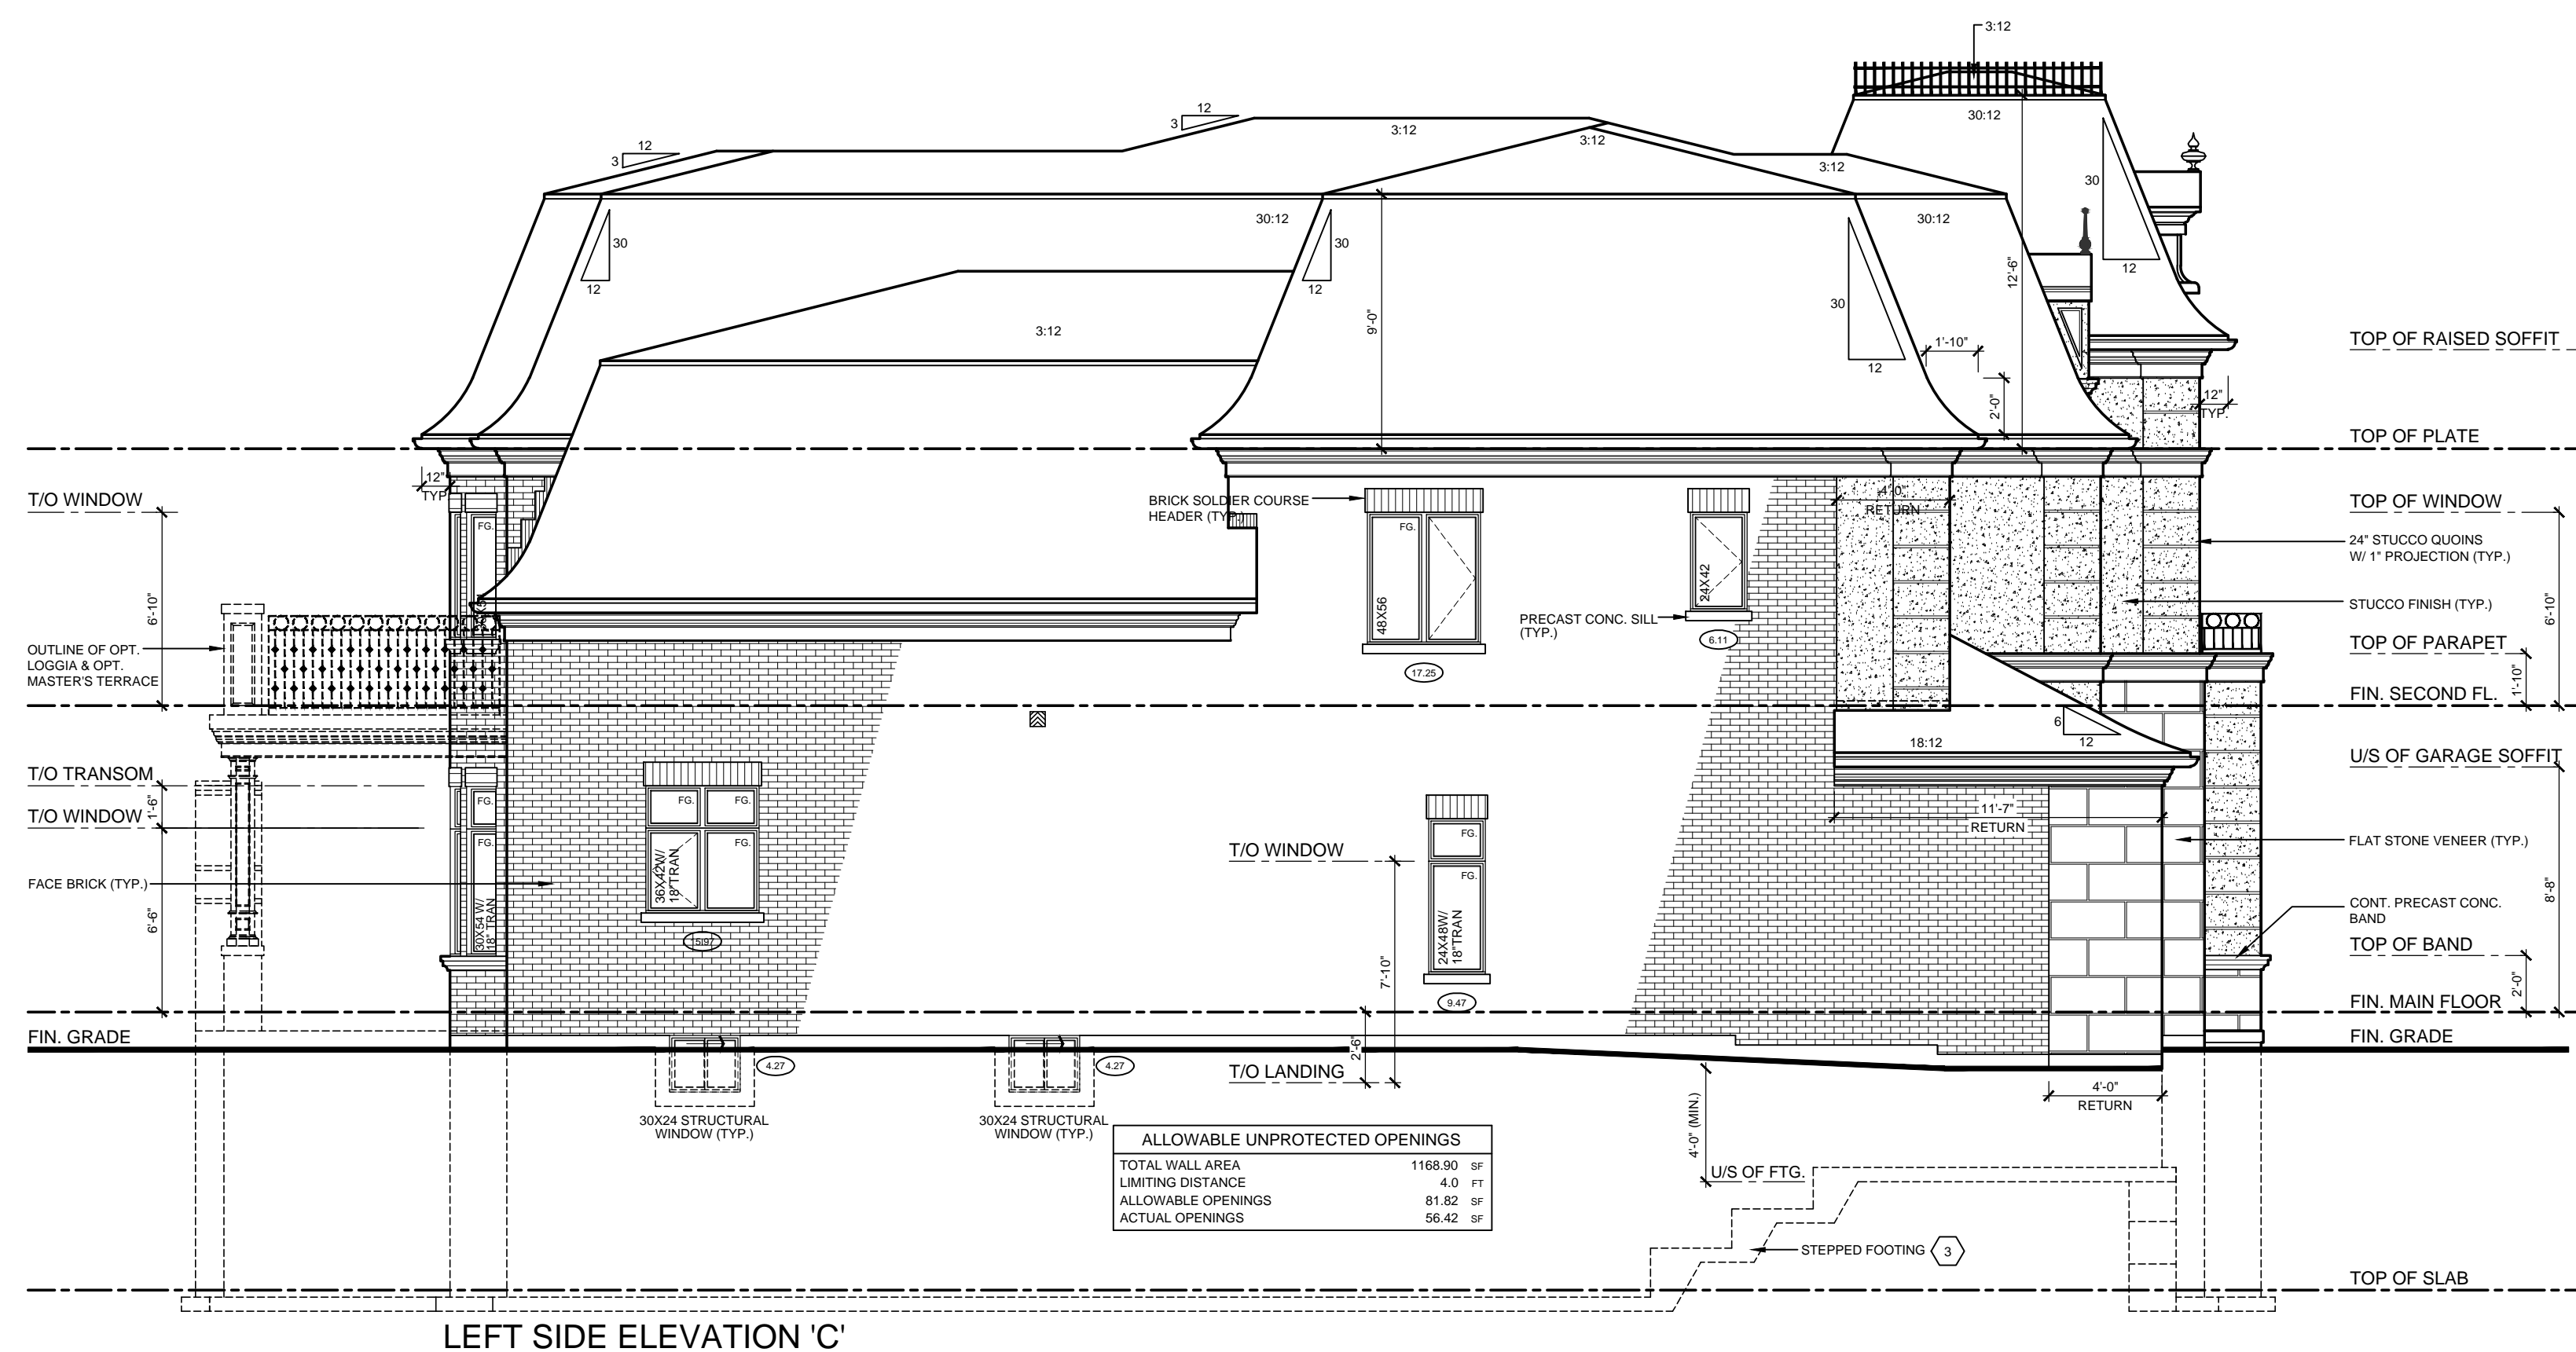 3:12
12
3
12
3
3:12
3:12
3:12
30:12
30
12
30:12
30
12
30:12
30
12
30:12
30
12
3:12
9'-0"
12'-6"
1'-10"
2'-0"
12"
TYP.
TOP OF RAISED SOFFIT
TOP OF PLATE
12"
TYP.
T/O WINDOW
6'-10"
FG.
BRICK SOLDIER COURSE
HEADER (TYP.)
FG.
48X56
17.25
24X42
6.11
PRECAST CONC. SILL
(TYP.)
4'-0"
RETURN
TOP OF WINDOW
24" STUCCO QUOINS
W/ 1" PROJECTION (TYP.)
STUCCO FINISH (TYP.)
6'-10"
TOP OF PARAPET
1'-10"
FIN. SECOND FL.
OUTLINE OF OPT.
LOGGIA & OPT.
MASTER'S TERRACE
6
12
18:12
U/S OF GARAGE SOFFIT
T/O TRANSOM
1'-6"
T/O WINDOW
6'-6"
FACE BRICK (TYP.)
FG.
FG.
30X54 W/
18" TRAN
FG.
FG.
FG.
36X42W/
18"TRAN
15.97
T/O WINDOW
7'-10"
FG.
FG.
24X48W/
18"TRAN
9.47
11'-7"
RETURN
FLAT STONE VENEER (TYP.)
8'-8"
CONT. PRECAST CONC.
BAND
TOP OF BAND
2'-0"
FIN. MAIN FLOOR
FIN. GRADE
FIN. GRADE
2'-6"
T/O LANDING
4.27
4.27
30X24 STRUCTURAL
WINDOW (TYP.)
30X24 STRUCTURAL
WINDOW (TYP.)
4'-0"
RETURN
4'-0" (MIN.)
U/S OF FTG.
ALLOWABLE UNPROTECTED OPENINGS
TOTAL WALL AREA 1168.90 SF
LIMITING DISTANCE 4.0 FT
ALLOWABLE OPENINGS 81.82 SF
ACTUAL OPENINGS 56.42 SF
STEPPED FOOTING 3
TOP OF SLAB
LEFT SIDE ELEVATION 'C'